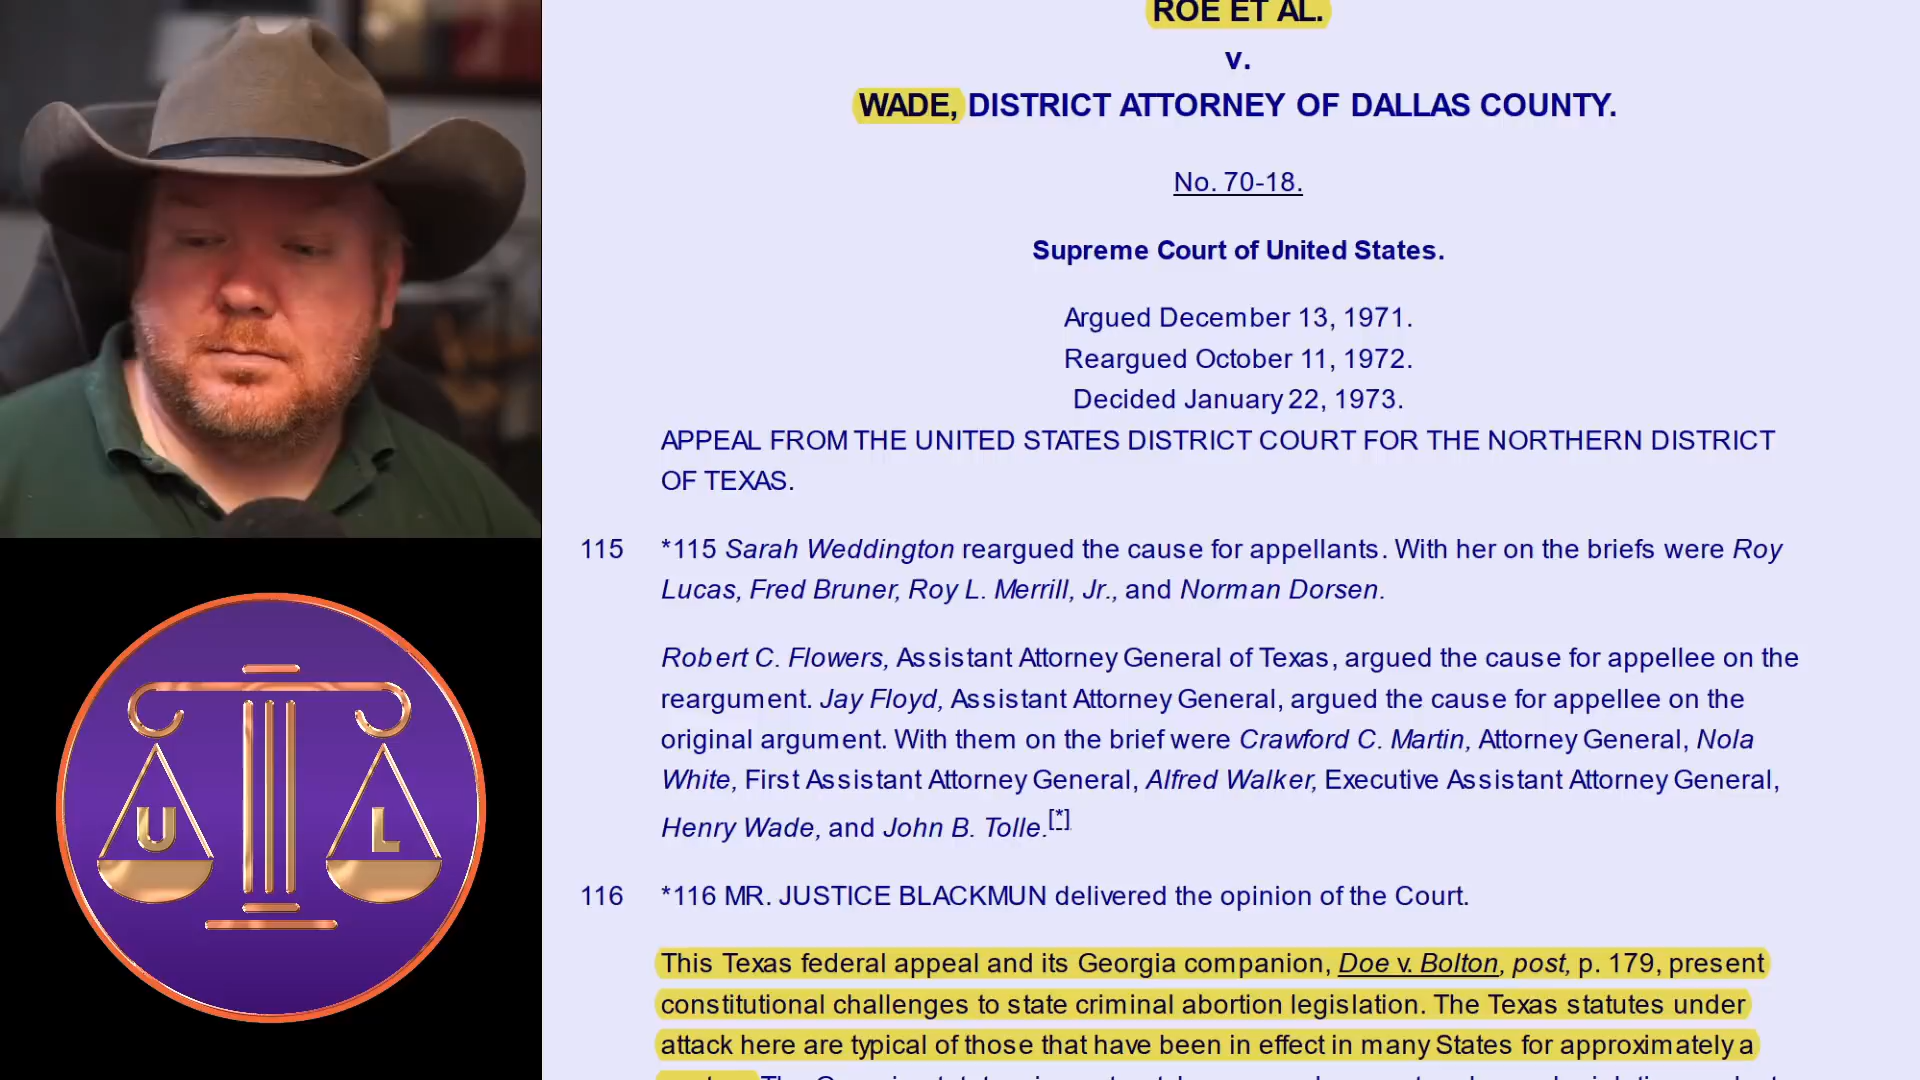 ROE ET AL.
v.
WADE, DISTRICT ATTORNEY OF DALLAS COUNTY.
No. 70-18.
Supreme Court of United States.
Argued December 13, 1971.
Reargued October 11, 1972.
Decided January 22, 1973.
APPEAL FROM THE UNITED STATES DISTRICT COURT FOR THE NORTHERN DISTRICT
OF TEXAS.
115 *115 Sarah Weddington reargued the cause for appellants. With her on the briefs were Roy
Lucas, Fred Bruner, Roy L. Merrill, Jr., and Norman Dorsen.
Robert C. Flowers, Assistant Attorney General of Texas, argued the cause for appellee on the
reargument. Jay Floyd, Assistant Attorney General, argued the cause for appellee on the
original argument. With them on the brief were Crawford C. Martin, Attorney General, Nola
White, First Assistant Attorney General, Alfred Walker, Executive Assistant Attorney General,
Henry Wade, and John B. Tolle.[*]
116 *116 MR. JUSTICE BLACKMUN delivered the opinion of the Court.
This Texas federal appeal and its Georgia companion, Doe v. Bolton, post, p. 179, present
constitutional challenges to state criminal abortion legislation. The Texas statutes under
attack here are typical of those that have been in effect in many States for approximately a
U L